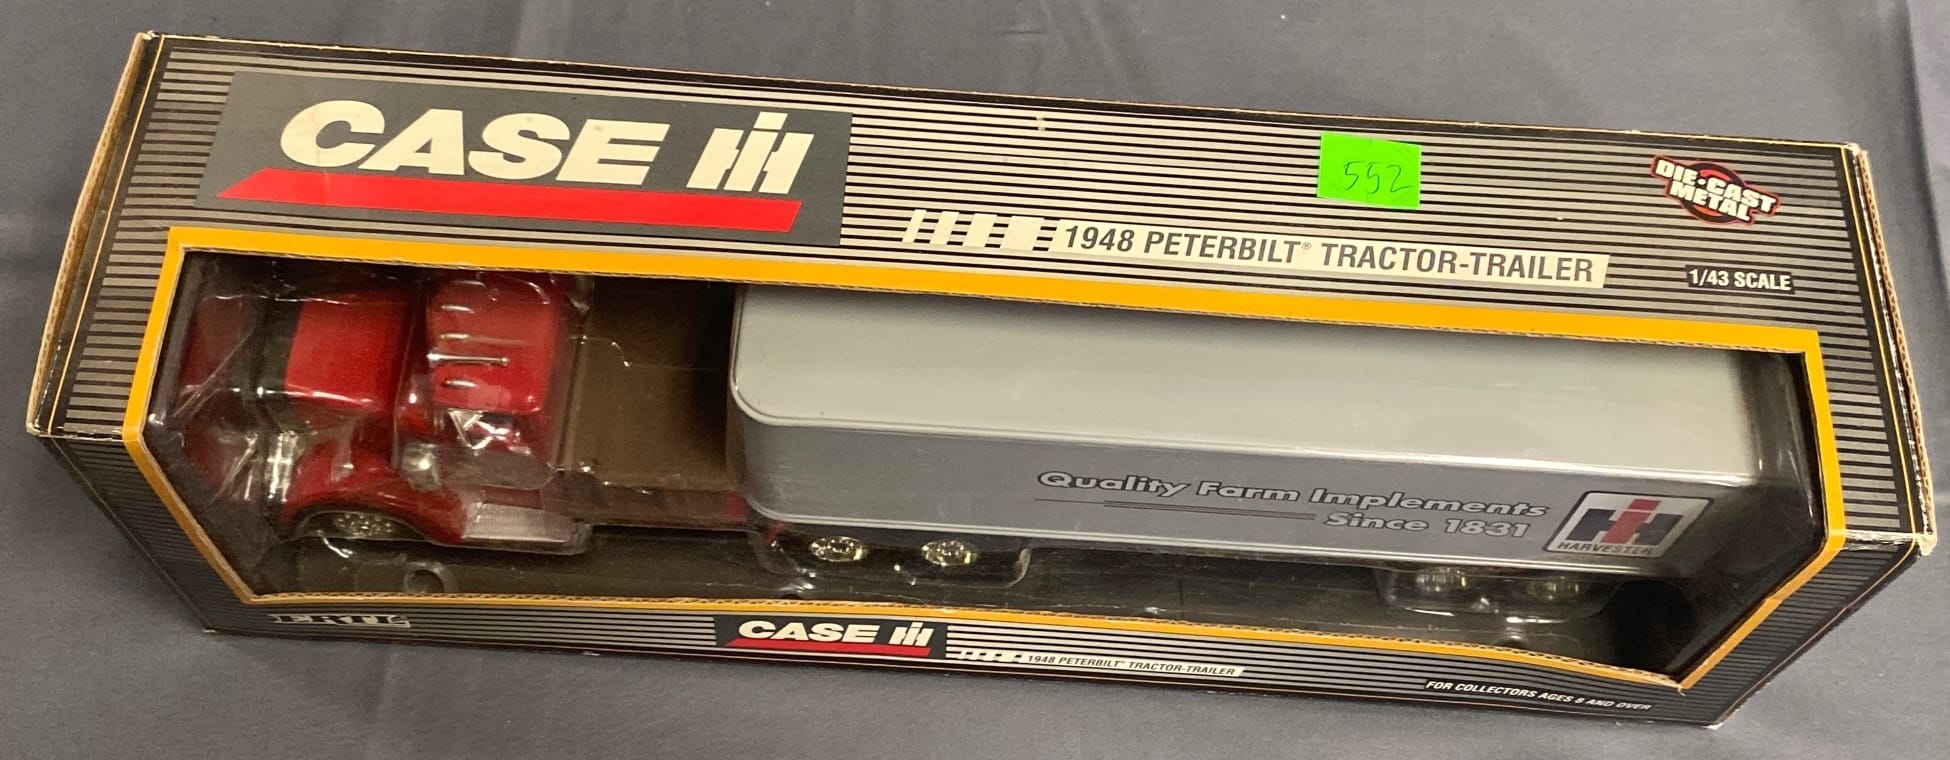 CASE IH
552
DIE-CAST
METAL
1948 PETERBILT® TRACTOR-TRAILER
1/43 SCALE
Quality Farm Implements
Since 1831
IH
HARVESTER
ERTL
CASE IH
1948 PETERBILT® TRACTOR-TRAILER
FOR COLLECTORS AGES 8 AND OVER